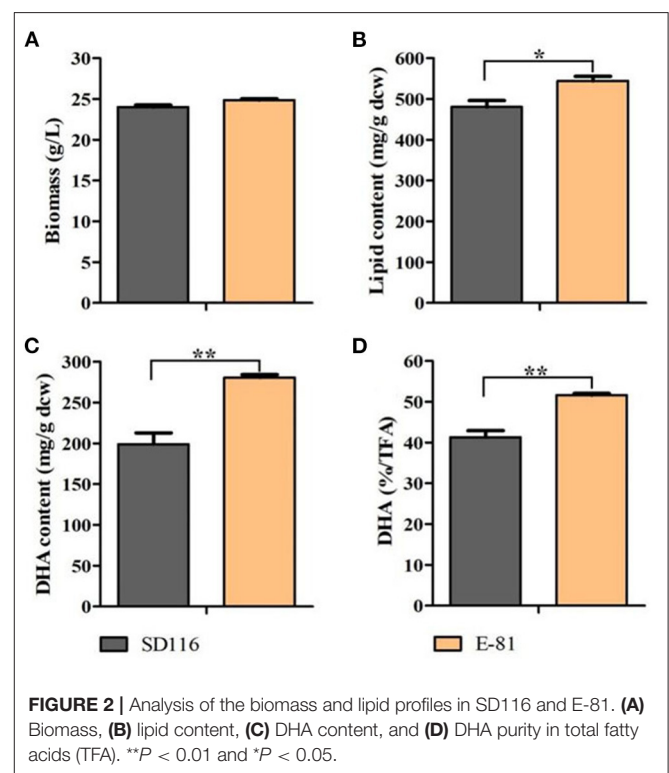 A
30
25
20
15
10
5
0
Biomass (g/L)
B
600
500
400
300
200
100
0
Lipid content (mg/g dcw)
*
C
300
250
200
150
100
50
0
DHA content (mg/g dcw)
**
D
60
50
40
30
20
10
0
DHA (%/TFA)
**
SD116
E-81
FIGURE 2 | Analysis of the biomass and lipid profiles in SD116 and E-81. (A)
Biomass, (B) lipid content, (C) DHA content, and (D) DHA purity in total fatty
acids (TFA). **P < 0.01 and *P < 0.05.